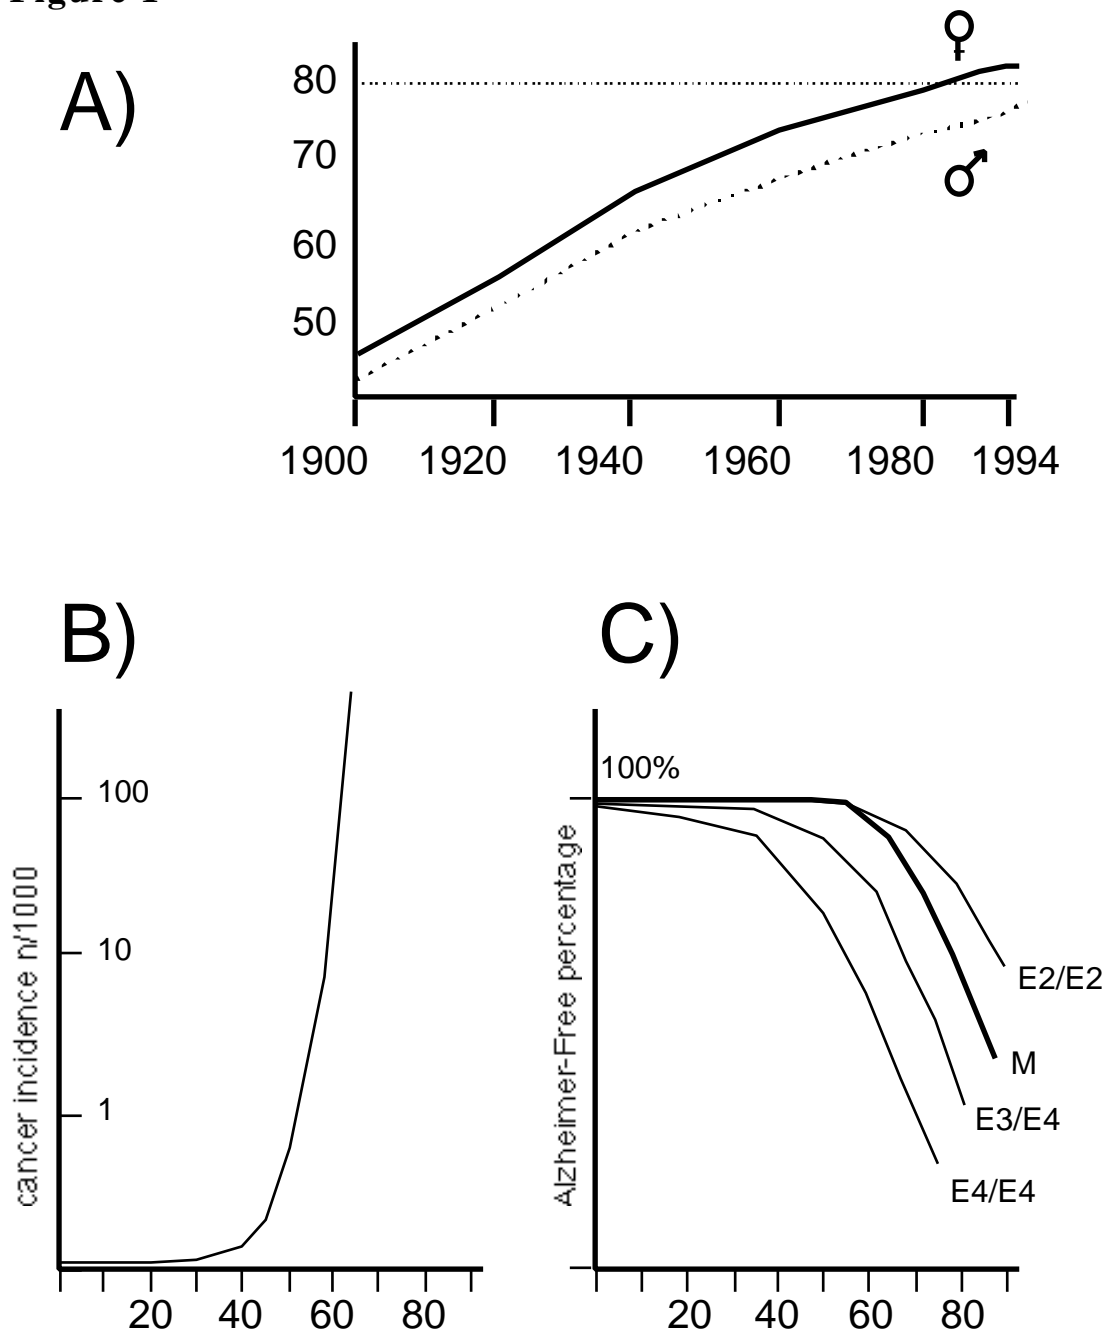 Figure 1
A)
♀
80
70
♂
60
50
1900 1920 1940 1960 1980 1994
B)
C)
100%
100
10
1
cancer incidence n/1000
Alzheimer-Free percentage
E2/E2
M
E3/E4
E4/E4
20 40 60 80
20 40 60 80